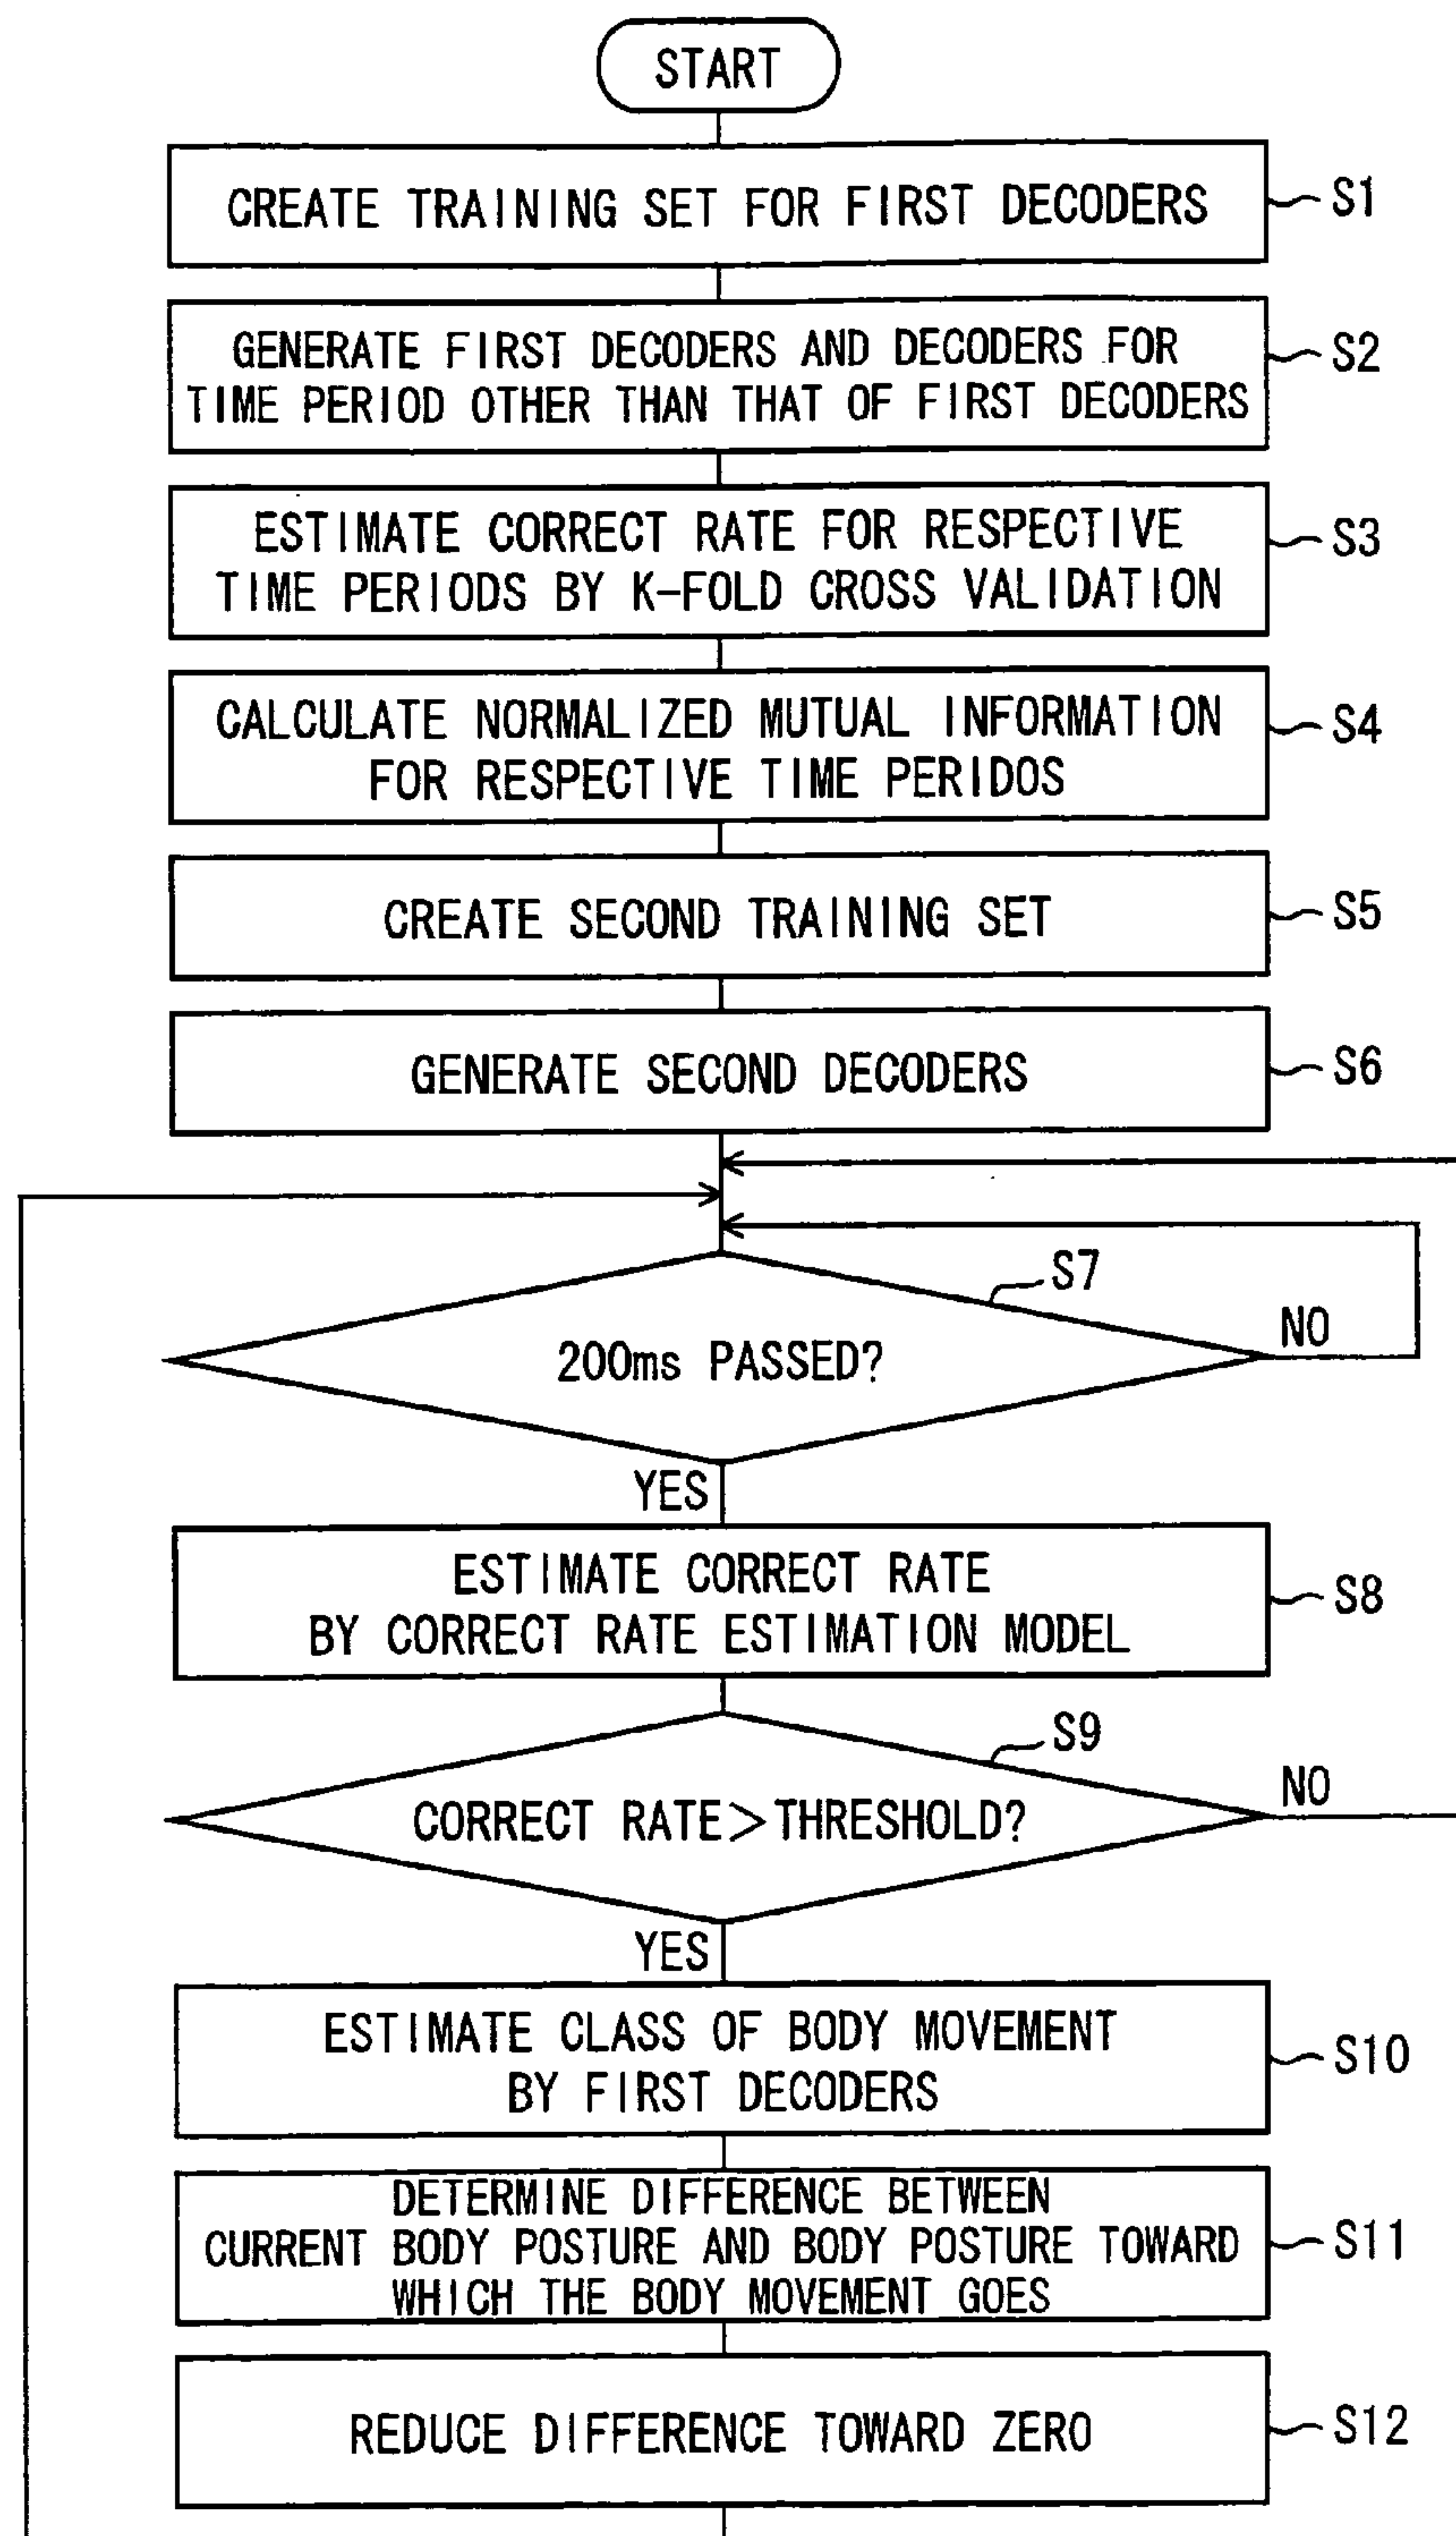 START
CREATE TRAINING SET FOR FIRST DECODERS
S1
GENERATE FIRST DECODERS AND DECODERS FOR
TIME PERIOD OTHER THAN THAT OF FIRST DECODERS
S2
ESTIMATE CORRECT RATE FOR RESPECTIVE
TIME PERIODS BY K-FOLD CROSS VALIDATION
S3
CALCULATE NORMALIZED MUTUAL INFORMATION
FOR RESPECTIVE TIME PERIDOS
S4
CREATE SECOND TRAINING SET
S5
GENERATE SECOND DECODERS
S6
S7
200ms PASSED?
NO
YES
ESTIMATE CORRECT RATE
BY CORRECT RATE ESTIMATION MODEL
S8
S9
CORRECT RATE>THRESHOLD?
NO
YES
ESTIMATE CLASS OF BODY MOVEMENT
BY FIRST DECODERS
S10
DETERMINE DIFFERENCE BETWEEN
CURRENT BODY POSTURE AND BODY POSTURE TOWARD
WHICH THE BODY MOVEMENT GOES
S11
REDUCE DIFFERENCE TOWARD ZERO
S12